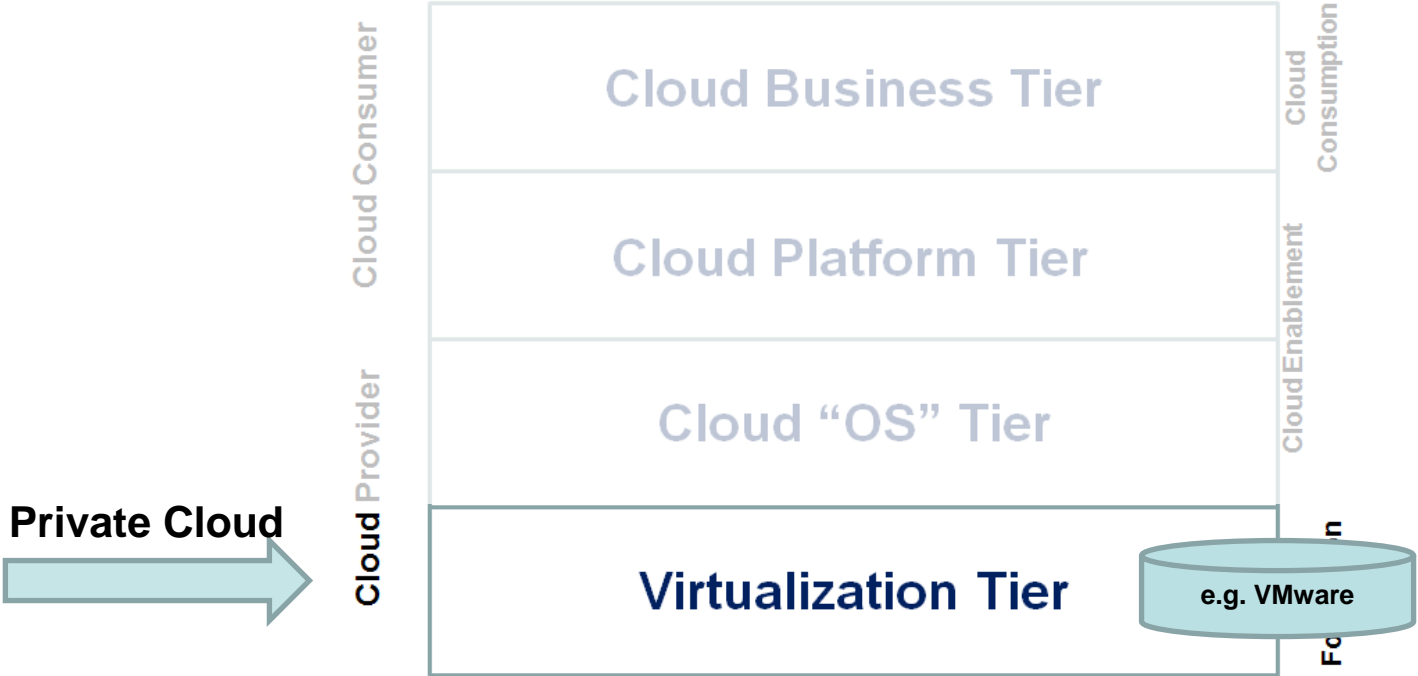 Cloud Consumer
Cloud Business Tier
Cloud
Consumption
Cloud Platform Tier
Cloud Enablement
Cloud “OS” Tier
Cloud Provider
Private Cloud
Virtualization Tier
e.g. VMware